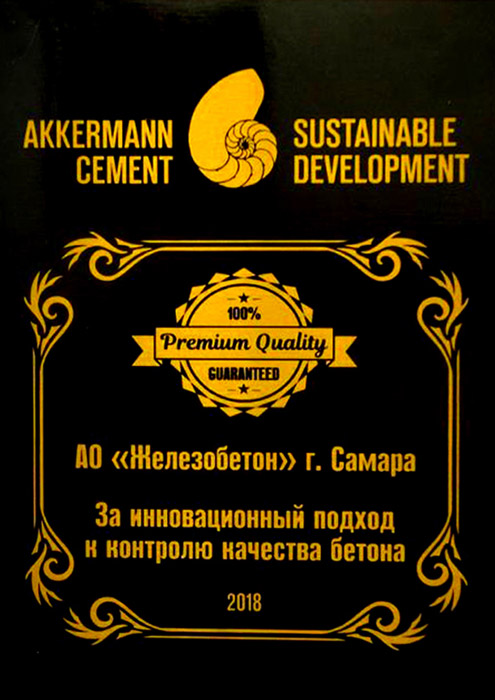 AKKERMANN
CEMENT
SUSTAINABLE
DEVELOPMENT
100%
Premium Quality
GUARANTEED
АО «Железобетон» г. Самара
За инновационный подход
к контролю качества бетона
2018